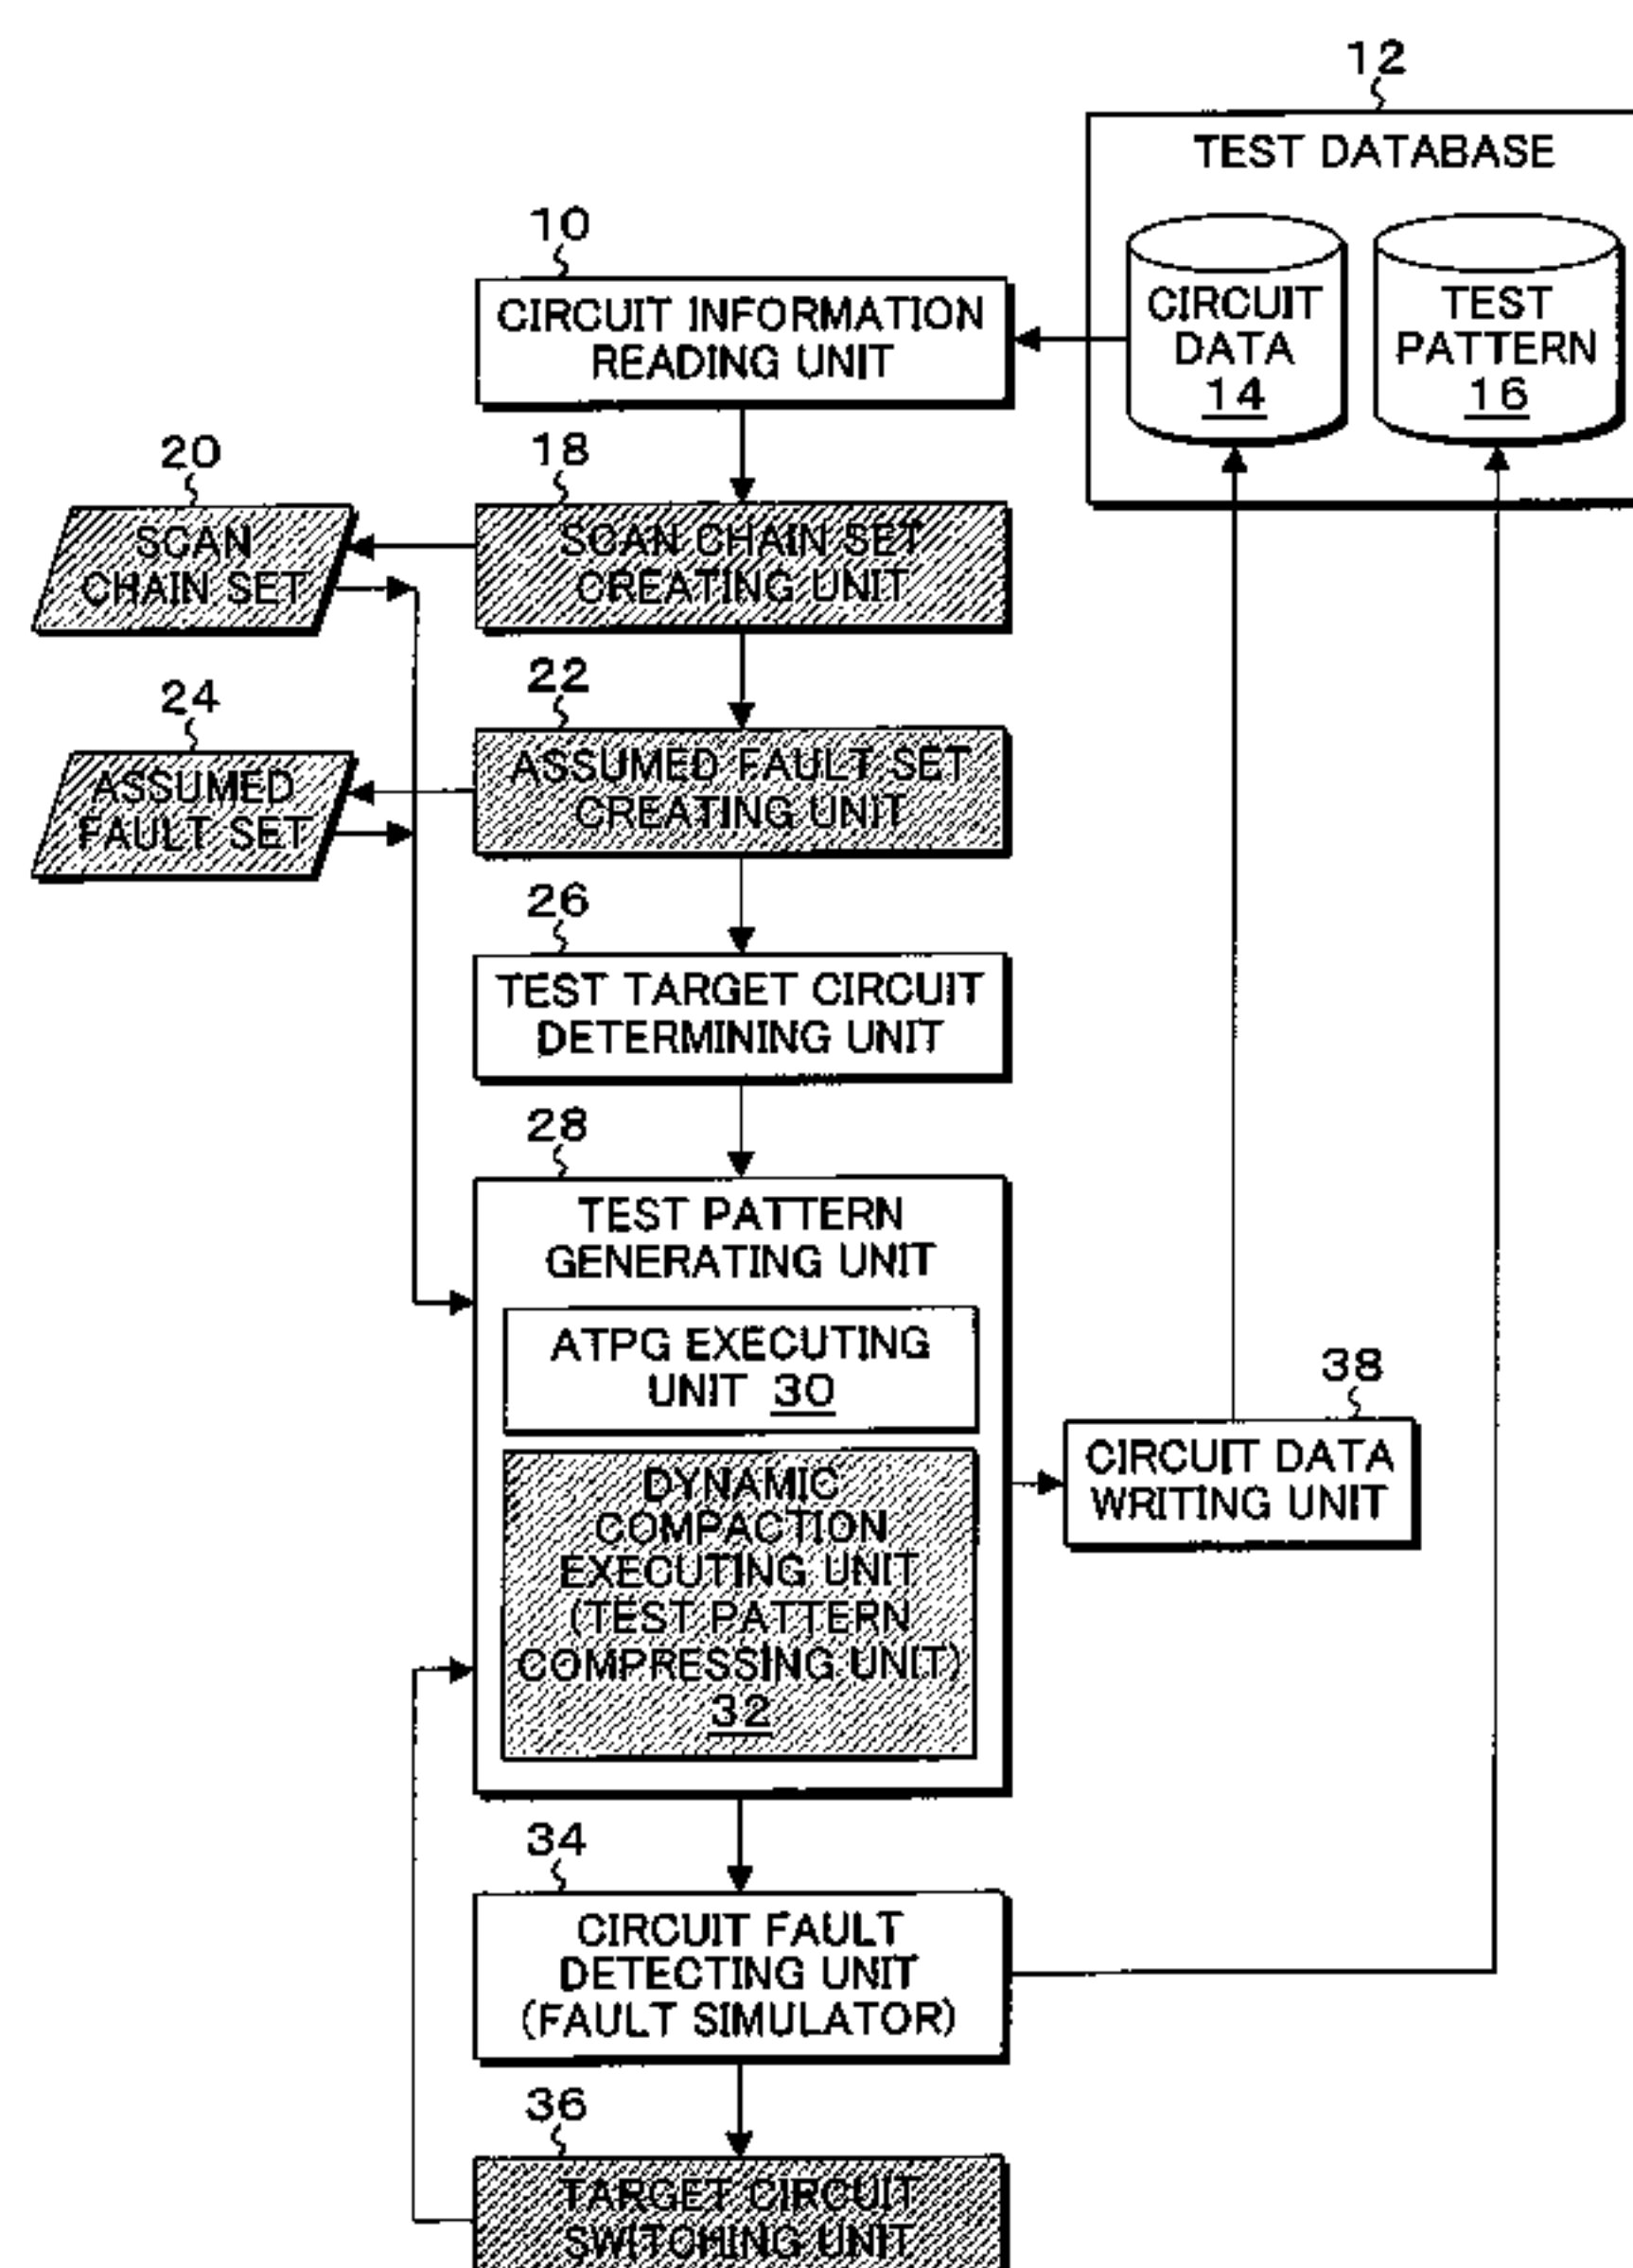 12
TEST DATABASE
10
CIRCUIT INFORMATION
READING UNIT
CIRCUIT
DATA
14
TEST
PATTERN
16
20
SCAN
CHAIN SET
18
SCAN CHAIN SET
CREATING UNIT
24
ASSUMED
FAULT SET
22
ASSUMED FAULT SET
CREATING UNIT
26
TEST TARGET CIRCUIT
DETERMINING UNIT
28
TEST PATTERN
GENERATING UNIT
ATPG EXECUTING
UNIT 30
DYNAMIC
COMPACTION
EXECUTING UNIT
(TEST PATTERN
COMPRESSING UNIT)
32
38
CIRCUIT DATA
WRITING UNIT
34
CIRCUIT FAULT
DETECTING UNIT
(FAULT SIMULATOR)
36
TARGET CIRCUIT
SWITCHING UNIT